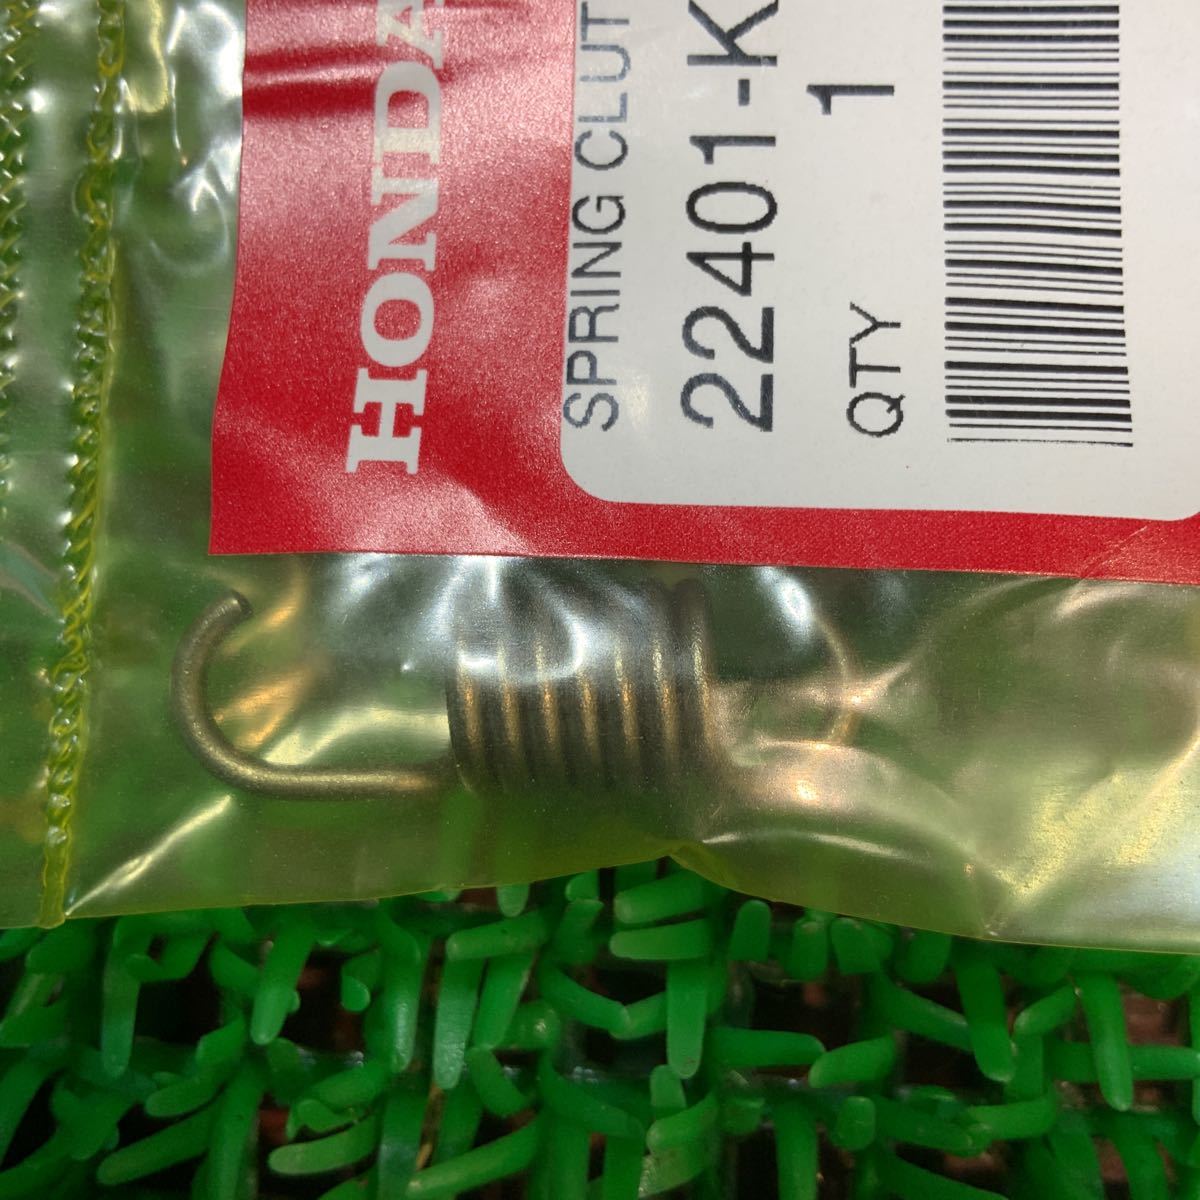 HONDA
SPRING CLUT
22401-K
QTY 1